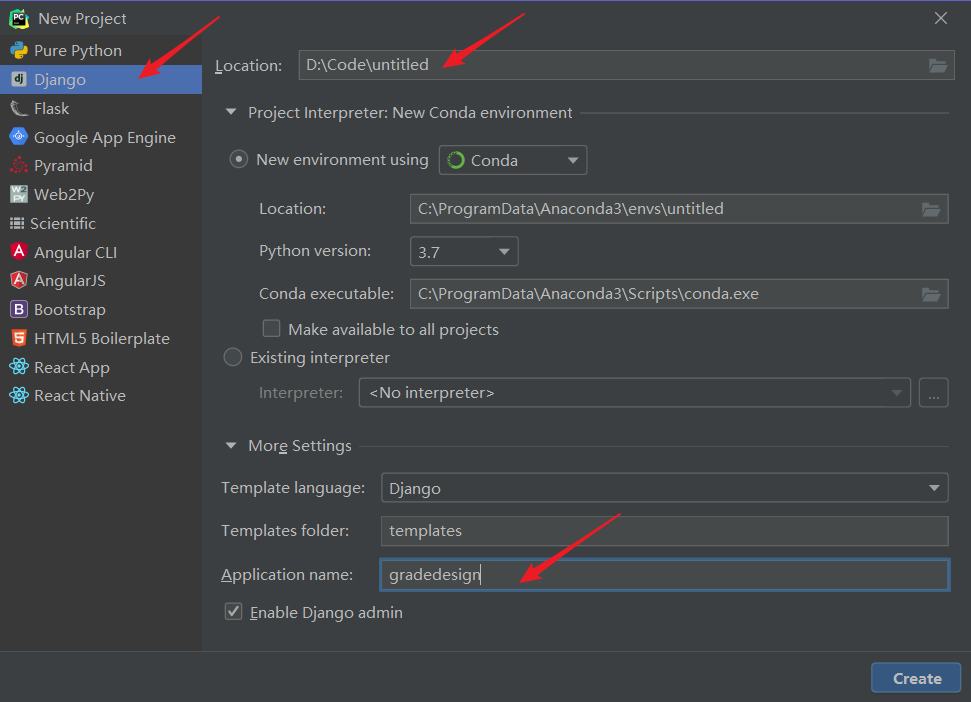 New Project
Pure Python
Django
Flask
Google App Engine
Pyramid
Web2Py
Scientific
Angular CLI
AngularJS
Bootstrap
HTML5 Boilerplate
React App
React Native
Location: D:\Code\untitled
Project Interpreter: New Conda environment
New environment using Conda
Location: C:\ProgramData\Anaconda3\envs\untitled
Python version: 3.7
Conda executable: C:\ProgramData\Anaconda3\Scripts\conda.exe
Make available to all projects
Existing interpreter
Interpreter: <No interpreter> ...
More Settings
Template language: Django
Templates folder: templates
Application name: gradedesign
Enable Django admin
Create